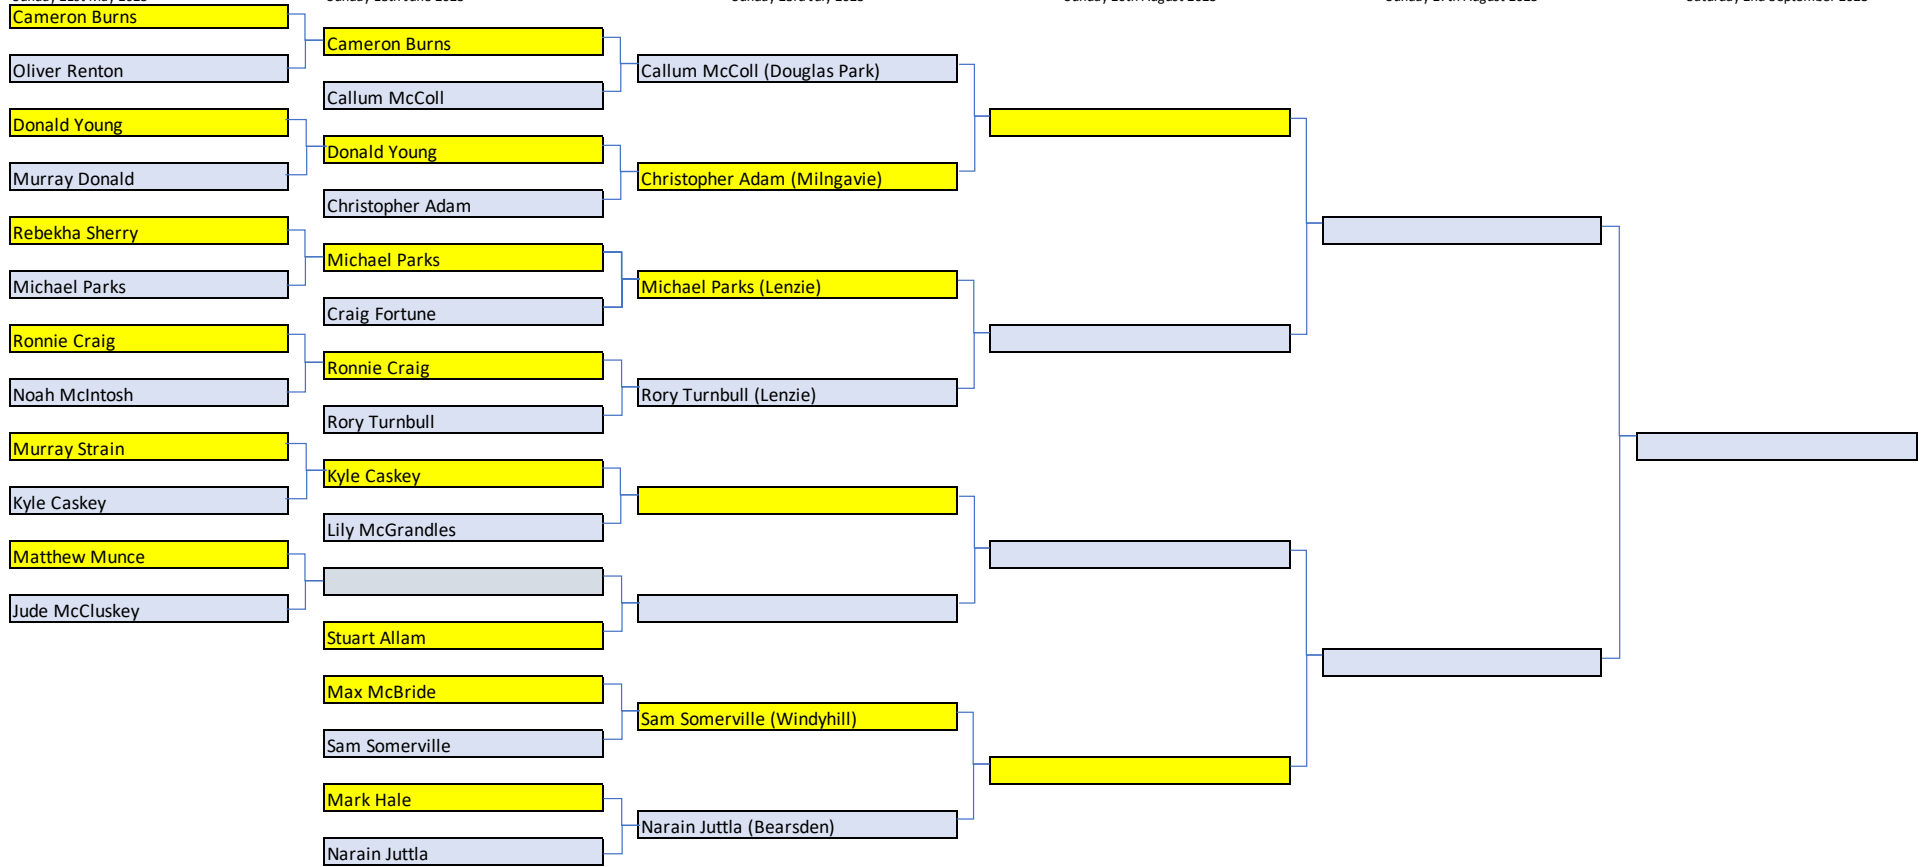 Cameron Burns
Oliver Renton
Donald Young
Murray Donald
Rebekha Sherry
Michael Parks
Ronnie Craig
Noah McIntosh
Murray Strain
Kyle Caskey
Matthew Munce
Jude McCluskey
Cameron Burns
Callum McColl
Donald Young
Christopher Adam
Michael Parks
Craig Fortune
Ronnie Craig
Rory Turnbull
Kyle Caskey
Lily McGrandles
Stuart Allam
Max McBride
Sam Somerville
Mark Hale
Narain Juttla
Callum McColl (Douglas Park)
Christopher Adam (Milngavie)
Michael Parks (Lenzie)
Rory Turnbull (Lenzie)
Sam Somerville (Windyhill)
Narain Juttla (Bearsden)